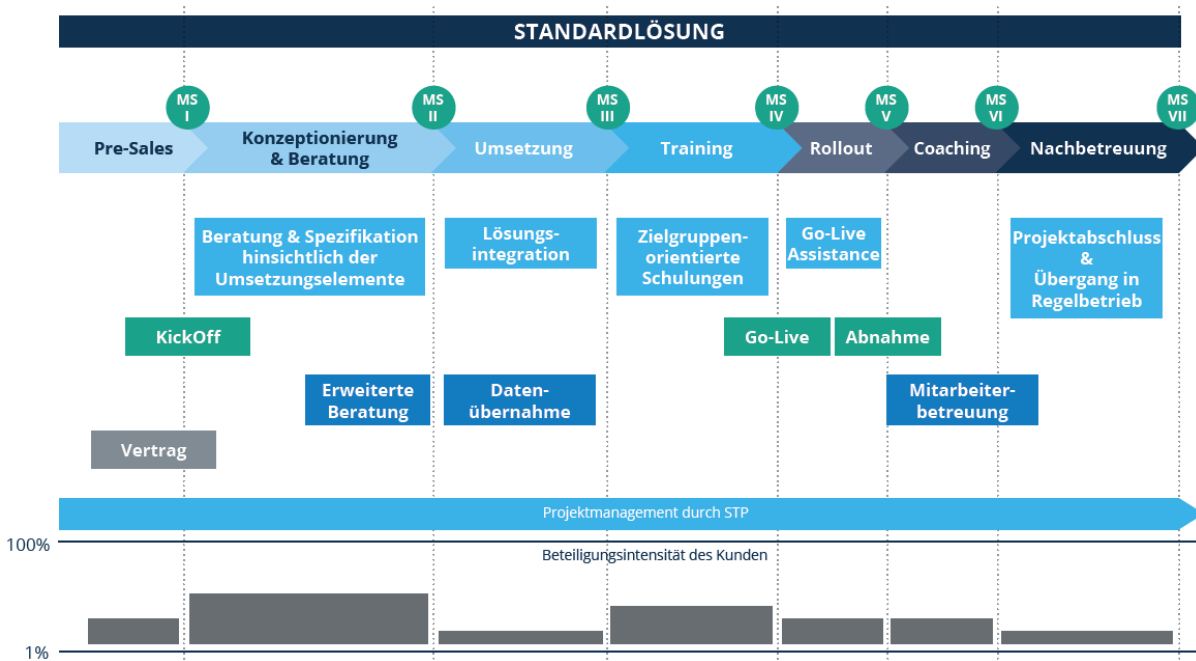 STANDARDLÖSUNG
MS
I
MS
II
MS
III
MS
IV
MS
V
MS
VI
MS
VII
Pre-Sales
Konzeptionierung
& Beratung
Umsetzung
Training
Rollout
Coaching
Nachbetreuung
Beratung & Spezifikation
hinsichtlich der
Umsetzungselemente
Lösungs-
integration
Zielgruppen-
orientierte
Schulungen
Go-Live
Assistance
Projektabschluss
&
Übergang in
Regelbetrieb
KickOff
Go-Live
Abnahme
Erweiterte
Beratung
Daten-
übernahme
Mitarbeiter-
betreuung
Vertrag
Projektmanagement durch STP
100%
Beteiligungsintensität des Kunden
1%